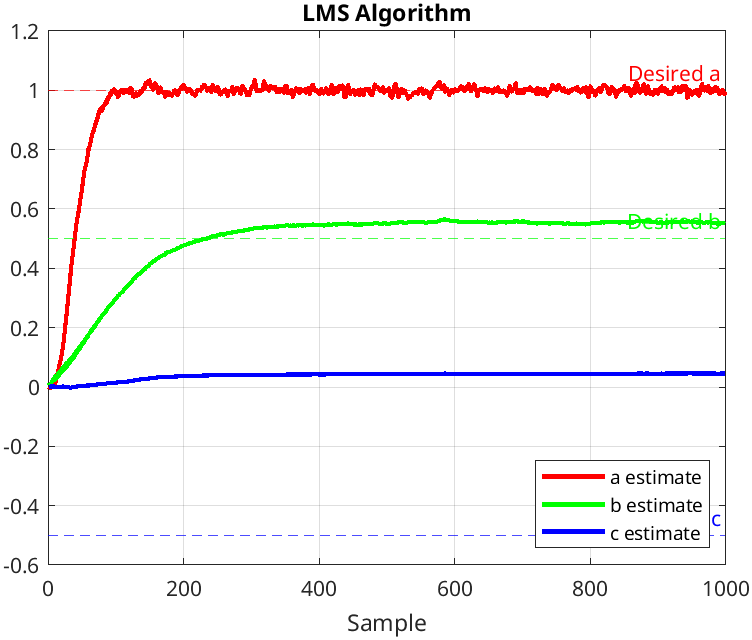 LMS Algorithm
1.2
1
0.8
0.6
0.4
0.2
0
-0.2
-0.4
-0.6
Desired a
Desired b
c
a estimate
b estimate
c estimate
0
200
400
600
800
1000
Sample